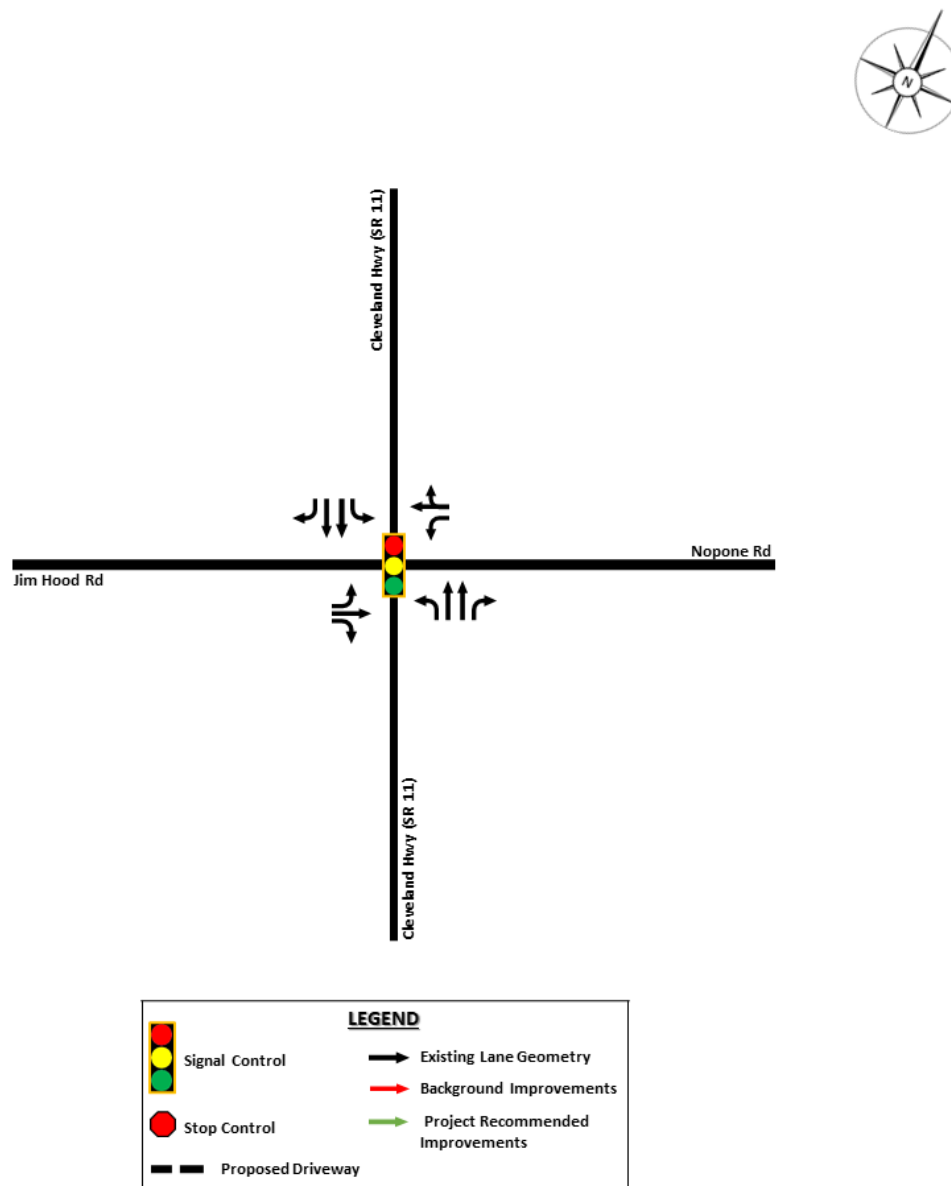 N
Cleveland Hwy (SR 11)
Nopone Rd
Jim Hood Rd
Cleveland Hwy (SR 11)
LEGEND
Signal Control
Existing Lane Geometry
Background Improvements
Stop Control
Project Recommended
Improvements
Proposed Driveway